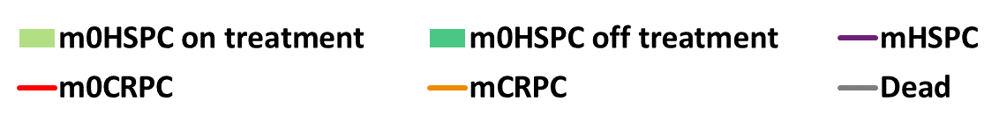 m0HSPC on treatment m0HSPC off treatment mHSPC
m0CRPC mCRPC Dead